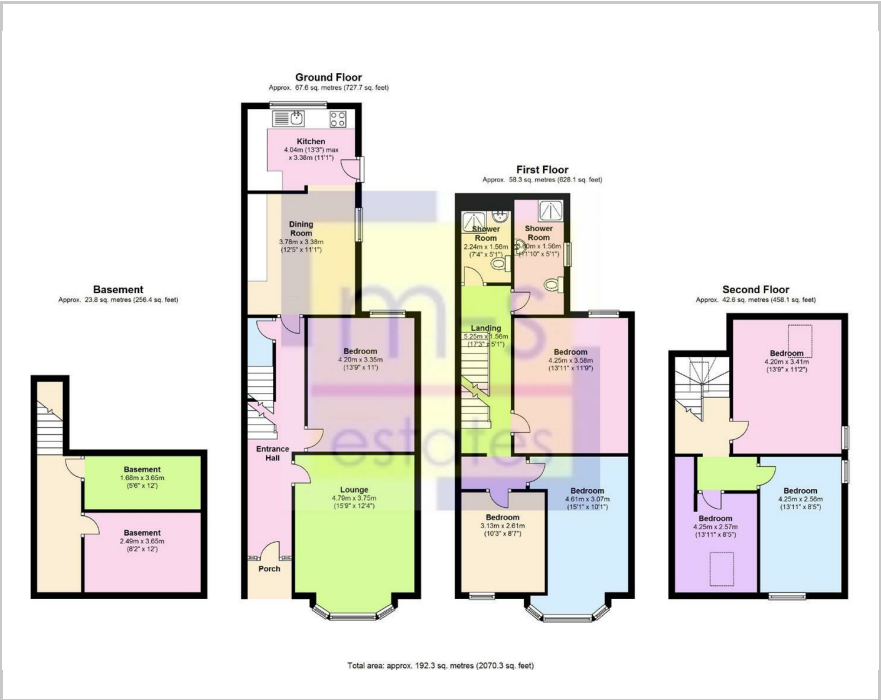 Ground Floor
Approx. 67.6 sq. metres (727.7 sq. feet)
Kitchen
4.04m (13'3") max
x 3.38m (11'1")
Dining
Room
3.78m x 3.38m
(12'5" x 11'1")
Bedroom
4.20m x 3.35m
(13'9" x 11')
Entrance
Hall
Lounge
4.79m x 3.75m
(15'9" x 12'4")
Porch
First Floor
Approx. 58.3 sq. metres (628.1 sq. feet)
Shower
Room
2.24m x 1.56m
(7'4" x 5'1")
Shower
Room
x 1.56m
(11'10" x 5'1")
Landing
5.25m x 1.56m
(17'3" x 5'1")
Bedroom
4.25m x 3.58m
(13'11" x 11'9")
Bedroom
4.61m x 3.07m
(15'1" x 10'1")
Bedroom
3.13m x 2.61m
(10'3" x 8'7")
Basement
Approx. 23.8 sq. metres (256.4 sq. feet)
Basement
1.68m x 3.65m
(5'6" x 12')
Basement
2.49m x 3.65m
(8'2" x 12')
Second Floor
Approx. 42.6 sq. metres (458.1 sq. feet)
Bedroom
4.20m x 3.41m
(13'9" x 11'2")
Bedroom
4.25m x 2.56m
(13'11" x 8'5")
Bedroom
4.25m x 2.57m
(13'11" x 8'5")
m-s
estates
Total area: approx. 192.3 sq. metres (2070.3 sq. feet)